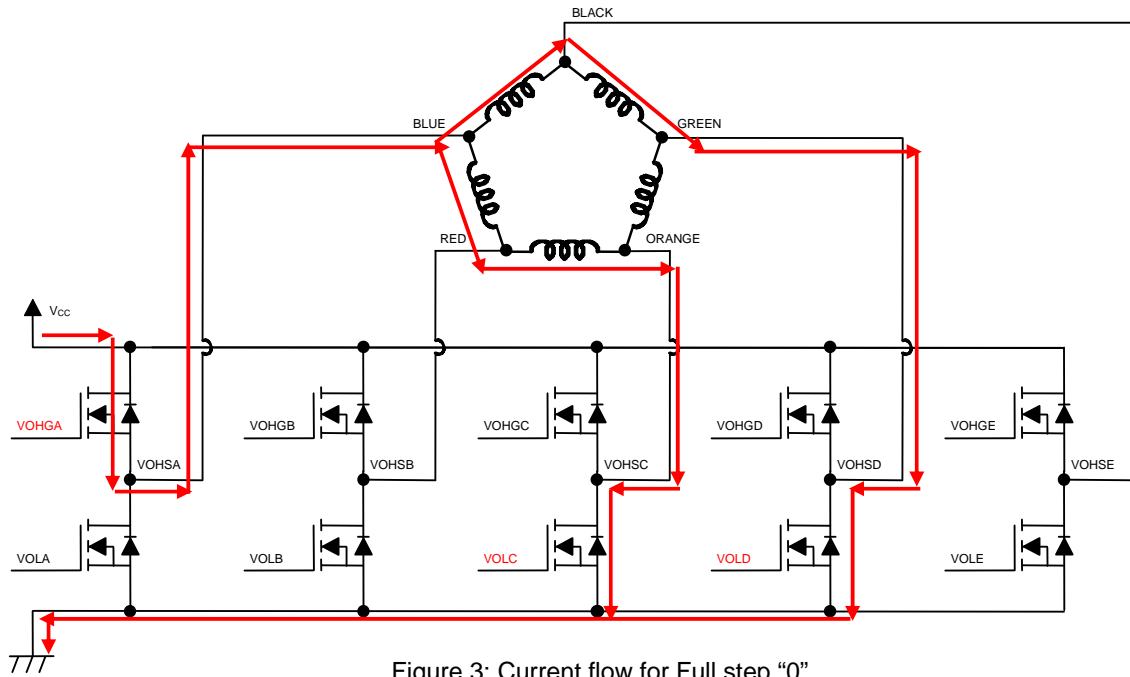 BLACK
BLUE
GREEN
RED
ORANGE
Vcc
VOHGA
VOHGB
VOHGC
VOHGD
VOHGE
VOHSA
VOHSB
VOHSC
VOHSD
VOHSE
VOLA
VOLB
VOLC
VOLD
VOLE
Figure 3: Current flow for Full step “0”